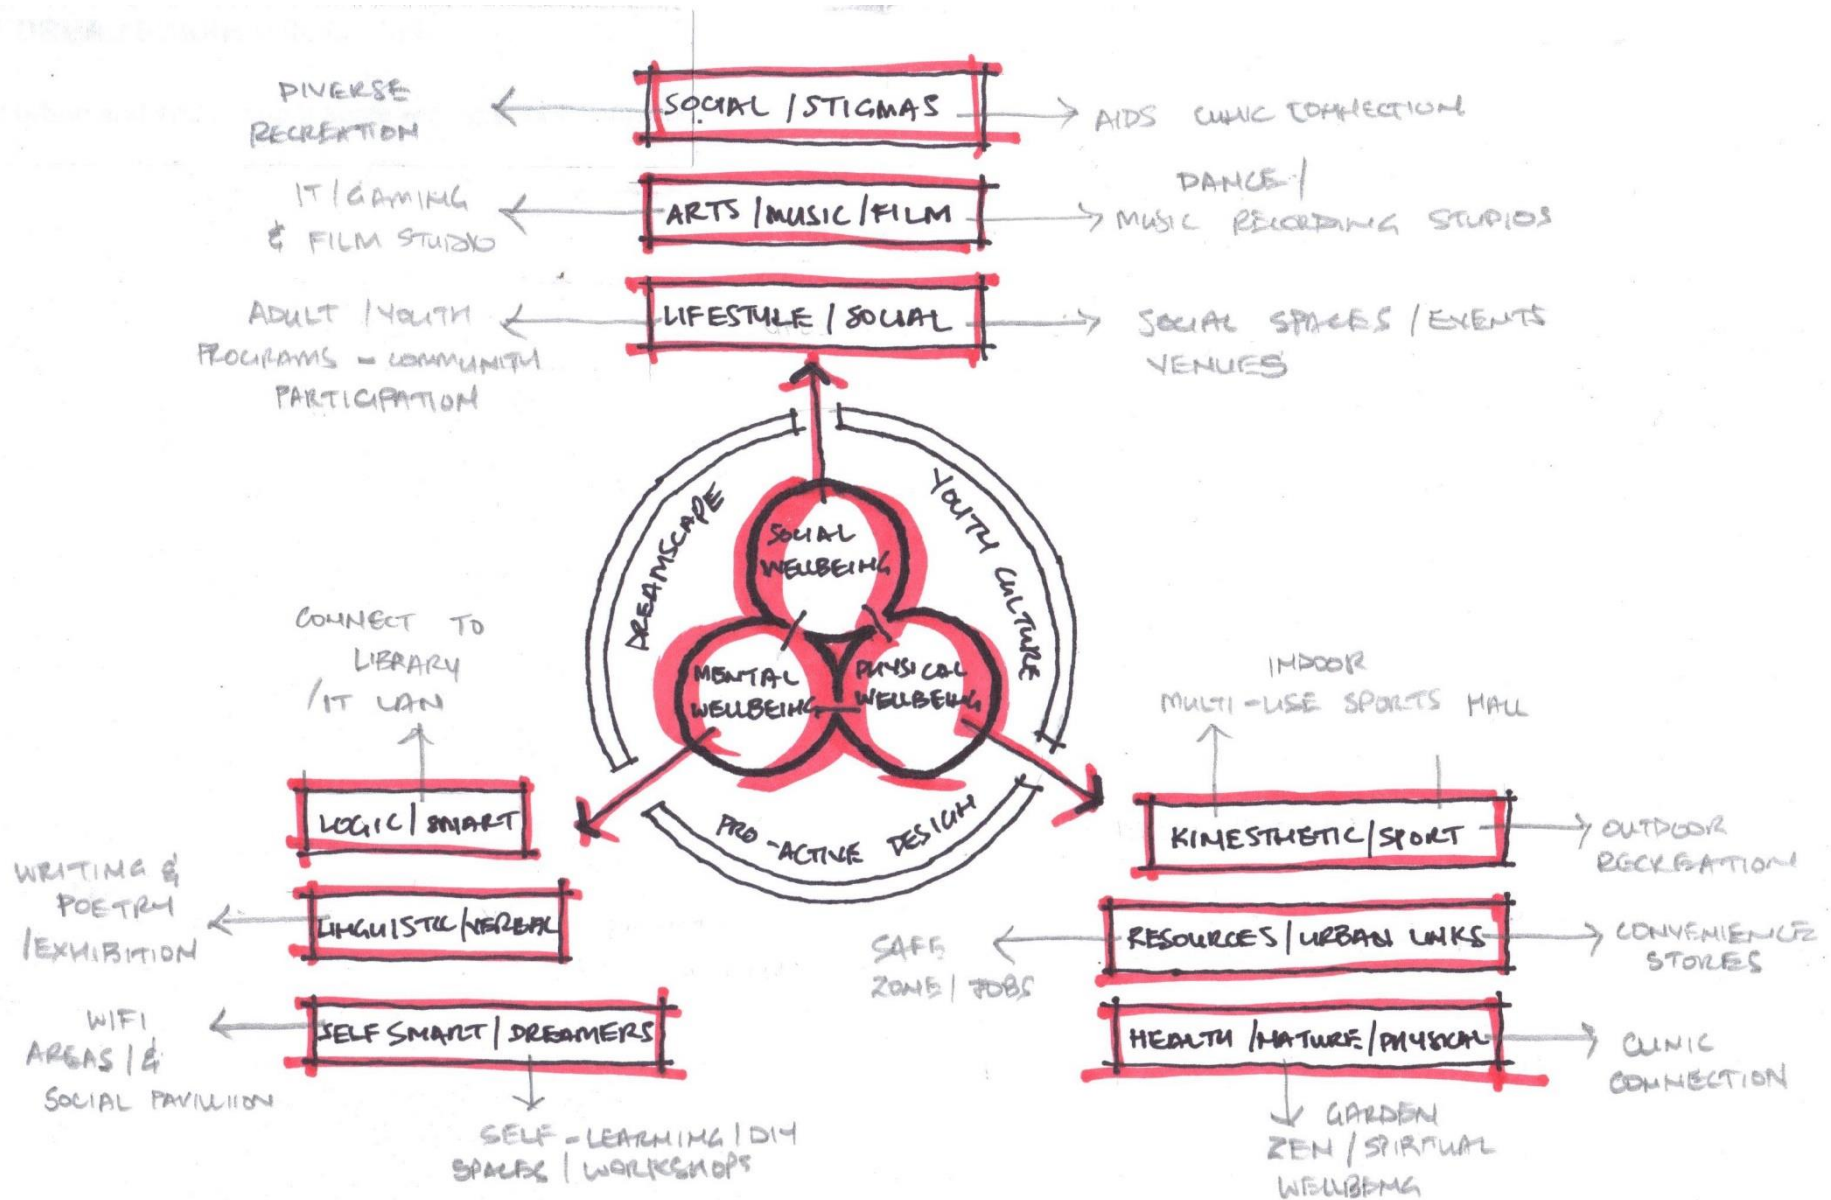 DIVERSE
RECREATION
SOCIAL / STIGMAS
AIDS CLINIC CONNECTION
IT / GAMING
& FILM STUDIO
ARTS / MUSIC / FILM
DANCE /
MUSIC RECORDING STUDIOS
ADULT / YOUTH
PROGRAMS - COMMUNITY
PARTICIPATION
LIFESTYLE / SOCIAL
SOCIAL SPACES / EVENTS
VENUES
DREAMSCAPE
YOUTH CULTURE
PRO-ACTIVE DESIGN
SOCIAL
WELLBEING
MENTAL
WELLBEING
PHYSICAL
WELLBEING
CONNECT TO
LIBRARY
/IT LAN
LOGIC / SMART
WRITING &
POETRY
/EXHIBITION
LINGUISTIC / VERBAL
WIFI
AREAS / &
SOCIAL PAVILLIION
SELF SMART / DREAMERS
SELF - LEARNING / DIY
SPACES / WORKSHOPS
INDOOR
MULTI-USE SPORTS HALL
KINESTHETIC / SPORT
OUTDOOR
RECREATION
SAFE
ZONE / JOBS
RESOURCES / URBAN LINKS
CONVENIENCE
STORES
HEALTH / NATURE / PHYSICAL
CLINIC
CONNECTION
GARDEN
ZEN / SPIRTUAL
WELLBEING